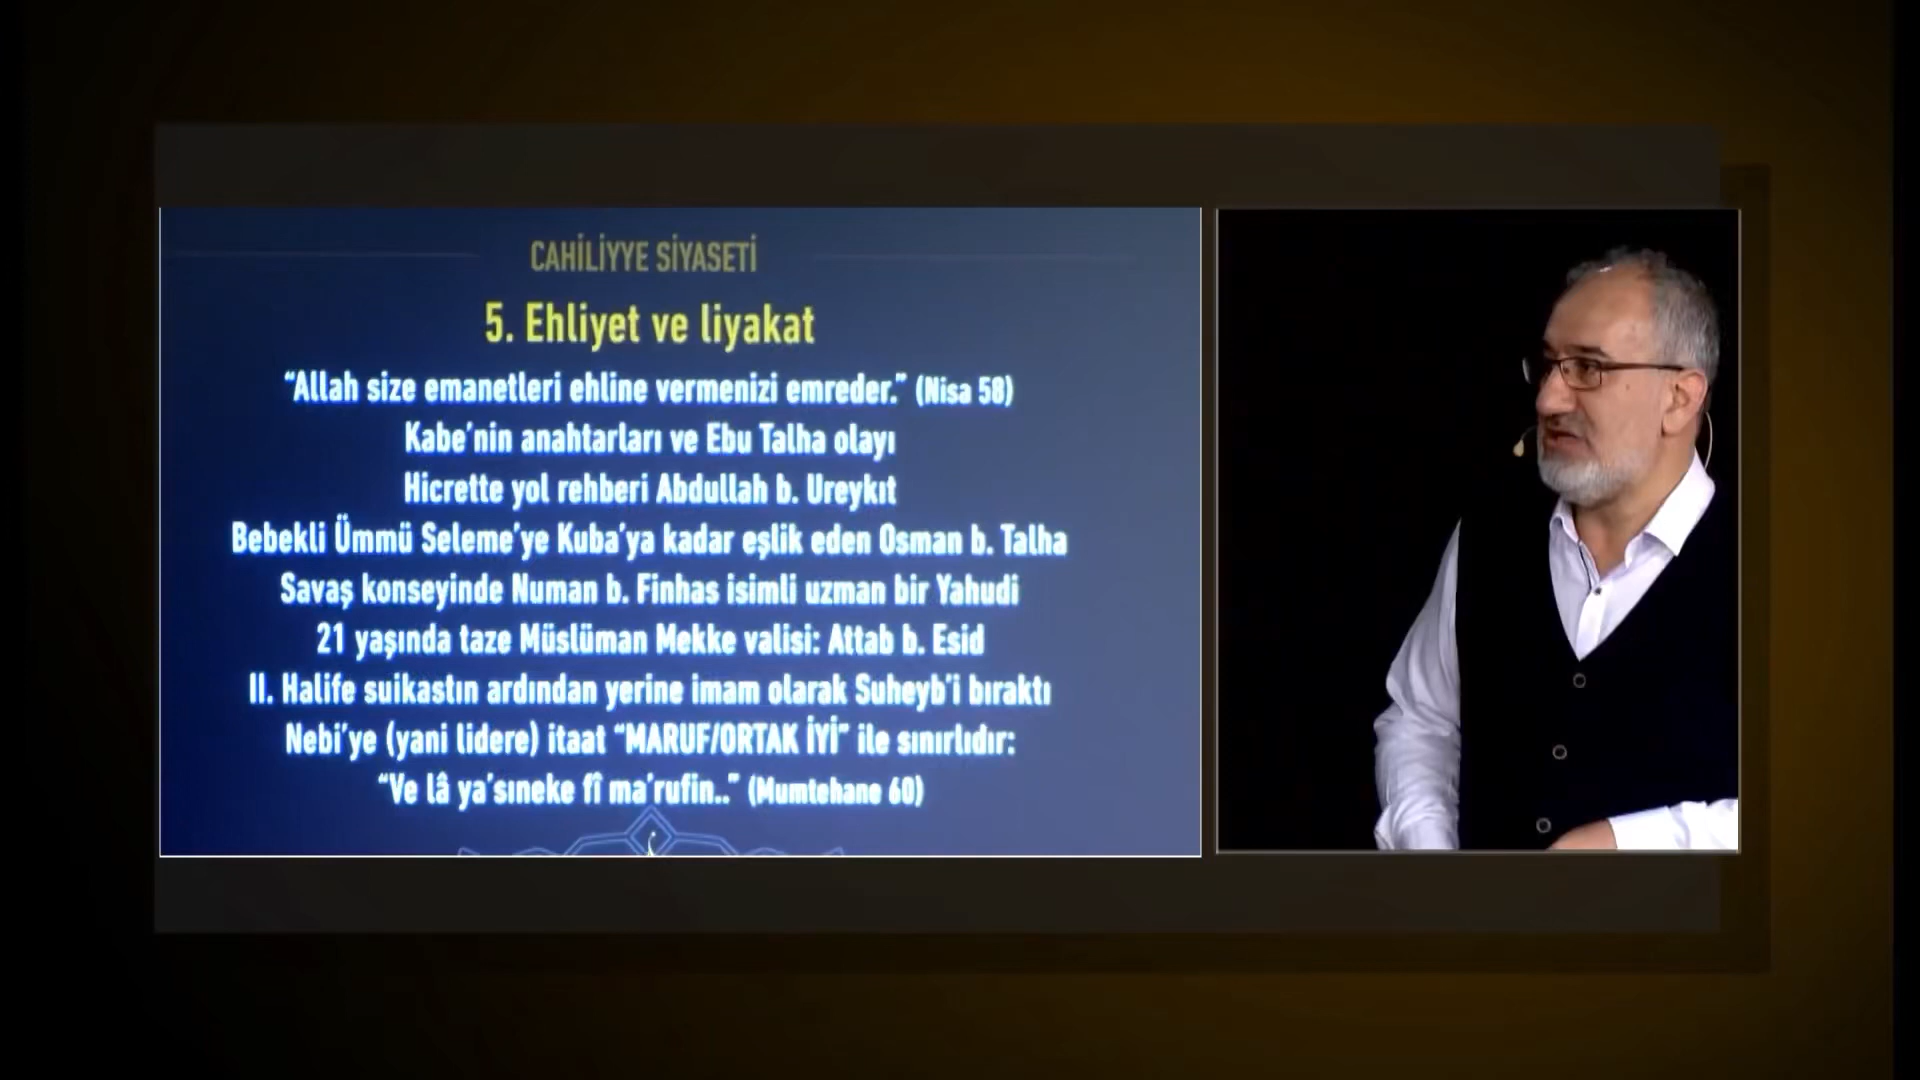 CAHİLİYYE SİYASETİ
5. Ehliyet ve liyakat
“Allah size emanetleri ehline vermenizi emreder.” (Nisa 58)
Kabe’nin anahtarları ve Ebu Talha olayı
Hicrette yol rehberi Abdullah b. Ureykıt
Bebekli Ümmü Seleme’ye Kuba’ya kadar eşlik eden Osman b. Talha
Savaş konseyinde Numan b. Finhas isimli uzman bir Yahudi
21 yaşında taze Müslüman Mekke valisi: Attab b. Esid
II. Halife suikastın ardından yerine imam olarak Suheyb’i bıraktı
Nebi’ye (yani lidere) itaat “MARUF/ORTAK İYİ” ile sınırlıdır:
“Ve lâ ya’sıneke fî ma’rufin..” (Mumtehane 60)